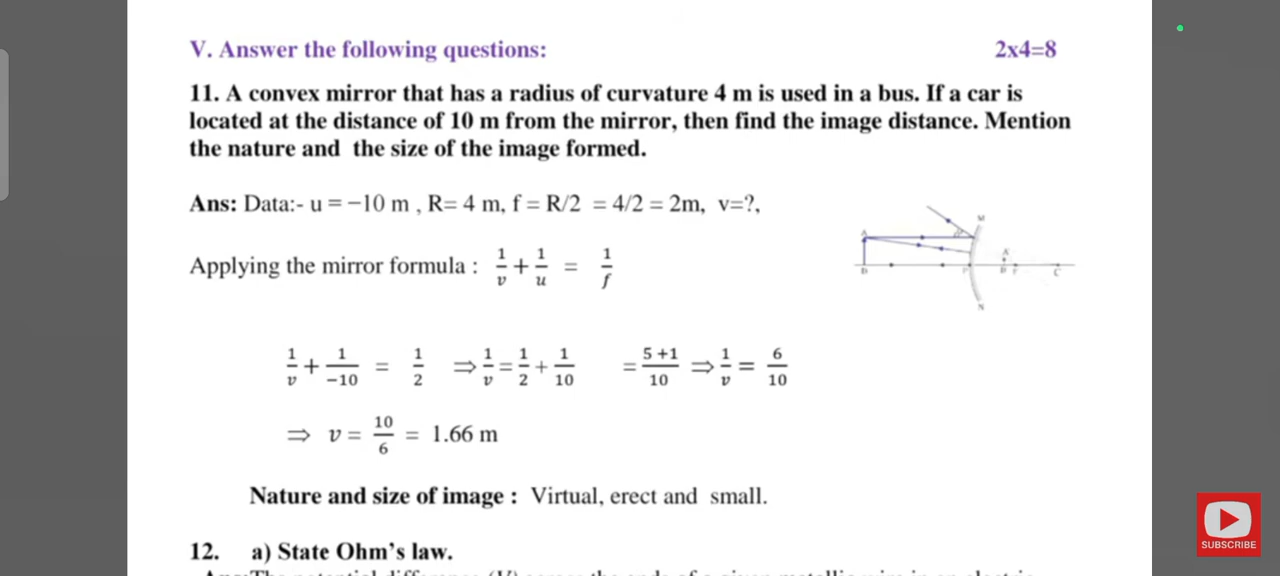 V. Answer the following questions: 2x4=8
11. A convex mirror that has a radius of curvature 4 m is used in a bus. If a car is
located at the distance of 10 m from the mirror, then find the image distance. Mention
the nature and the size of the image formed.
Ans: Data:- u = −10 m , R= 4 m, f = R/2 = 4/2 = 2m, v=?,
Applying the mirror formula : 1/v + 1/u = 1/f
1/v + 1/−10 = 1/2 ⇒ 1/v = 1/2 + 1/10 = 5 +1/10 ⇒ 1/v = 6/10
⇒ v = 10/6 = 1.66 m
Nature and size of image : Virtual, erect and small.
SUBSCRIBE
12. a) State Ohm's law.